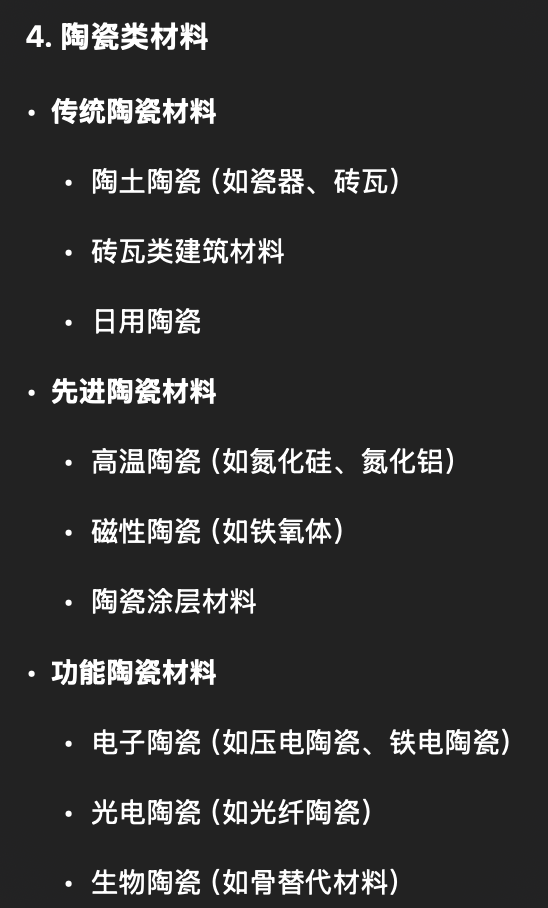 4. 陶瓷类材料
• 传统陶瓷材料
• 陶土陶瓷（如瓷器、砖瓦）
• 砖瓦类建筑材料
• 日用陶瓷
• 先进陶瓷材料
• 高温陶瓷（如氮化硅、氮化铝）
• 磁性陶瓷（如铁氧体）
• 陶瓷涂层材料
• 功能陶瓷材料
• 电子陶瓷（如压电陶瓷、铁电陶瓷）
• 光电陶瓷（如光纤陶瓷）
• 生物陶瓷（如骨替代材料）